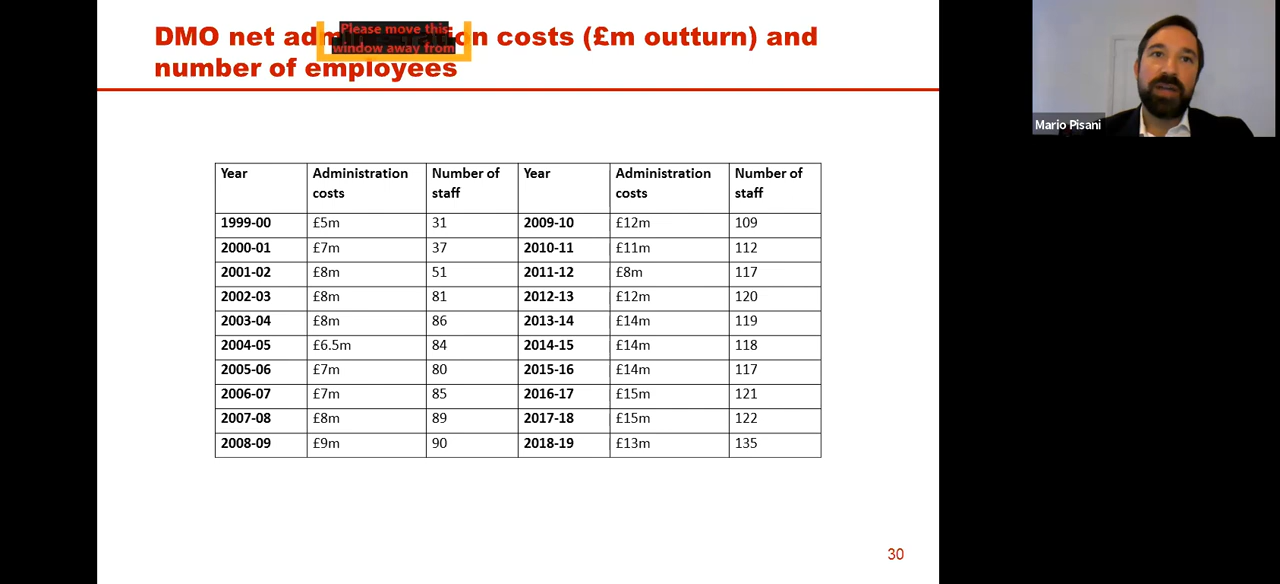 DMO net ad on costs (£m outturn) and
Please move this
window away from
number of employees
Mario Pisani
Year Administration costs Number of staff Year Administration costs Number of staff
1999-00 £5m 31 2009-10 £12m 109
2000-01 £7m 37 2010-11 £11m 112
2001-02 £8m 51 2011-12 £8m 117
2002-03 £8m 81 2012-13 £12m 120
2003-04 £8m 86 2013-14 £14m 119
2004-05 £6.5m 84 2014-15 £14m 118
2005-06 £7m 80 2015-16 £14m 117
2006-07 £7m 85 2016-17 £15m 121
2007-08 £8m 89 2017-18 £15m 122
2008-09 £9m 90 2018-19 £13m 135
30